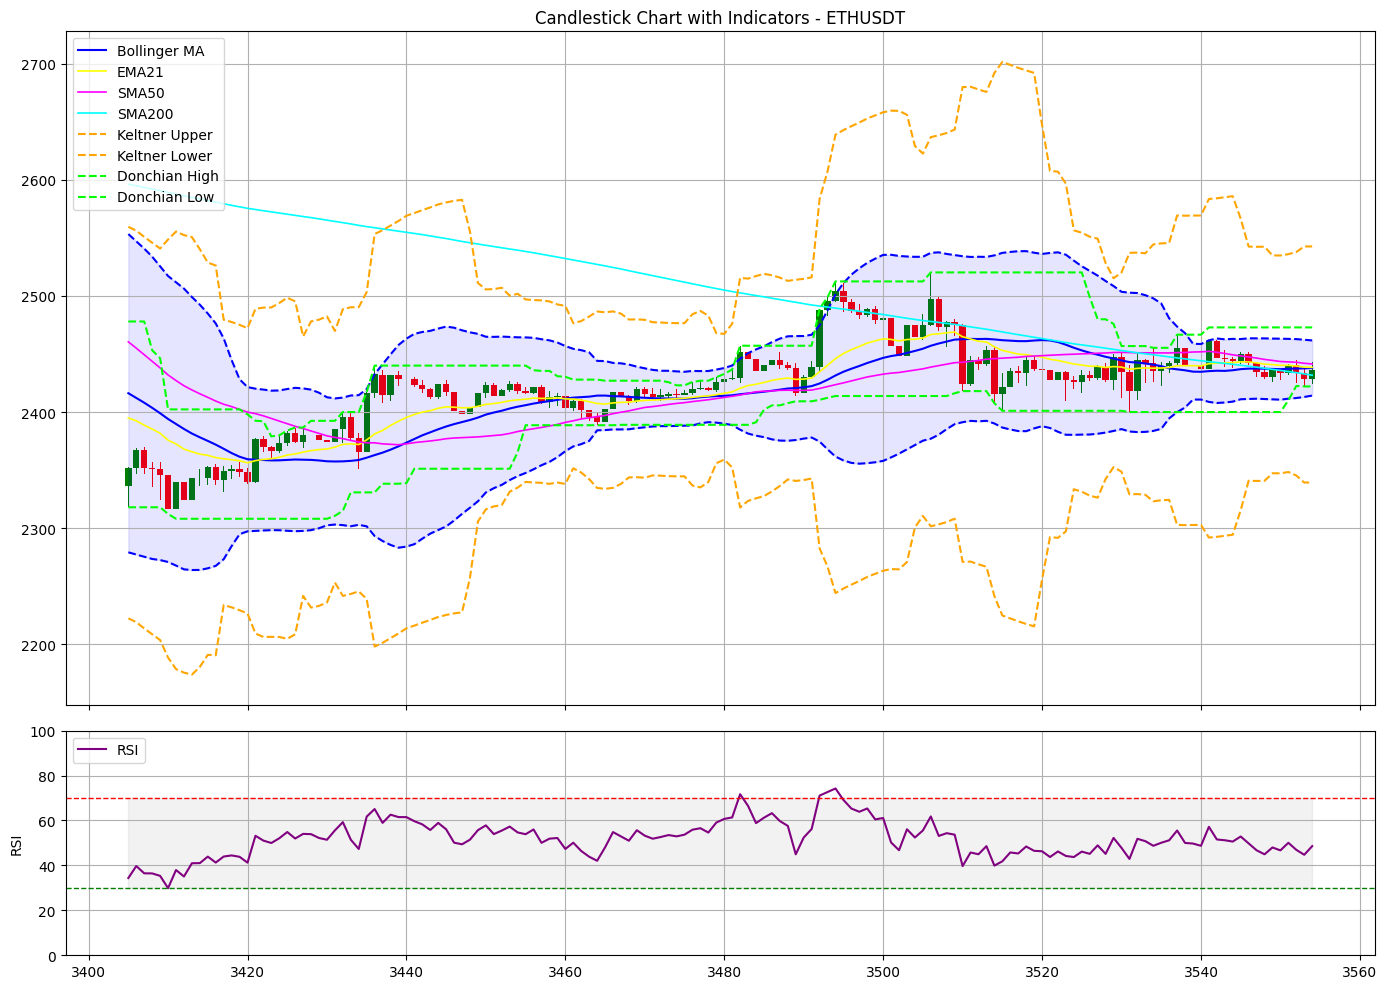 Candlestick Chart with Indicators - ETHUSDT
Bollinger MA
EMA21
SMA50
SMA200
Keltner Upper
Keltner Lower
Donchian High
Donchian Low
2700
2600
2500
2400
2300
2200
RSI
100
80
60
40
20
0
RSI
3400 3420 3440 3460 3480 3500 3520 3540 3560